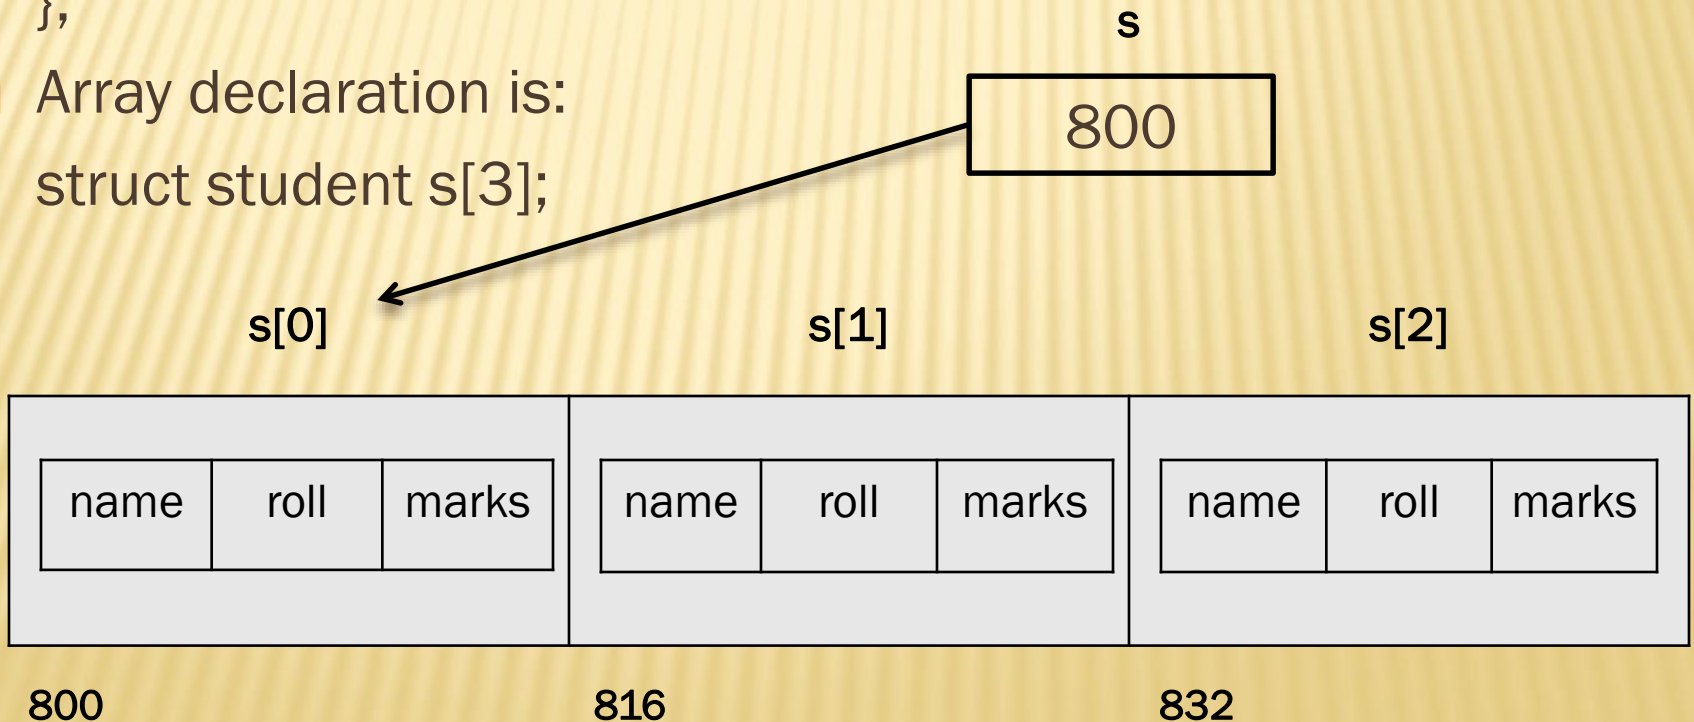 };
s
Array declaration is:
800
struct student s[3];
s[0] s[1] s[2]
name roll marks name roll marks name roll marks
800 816 832